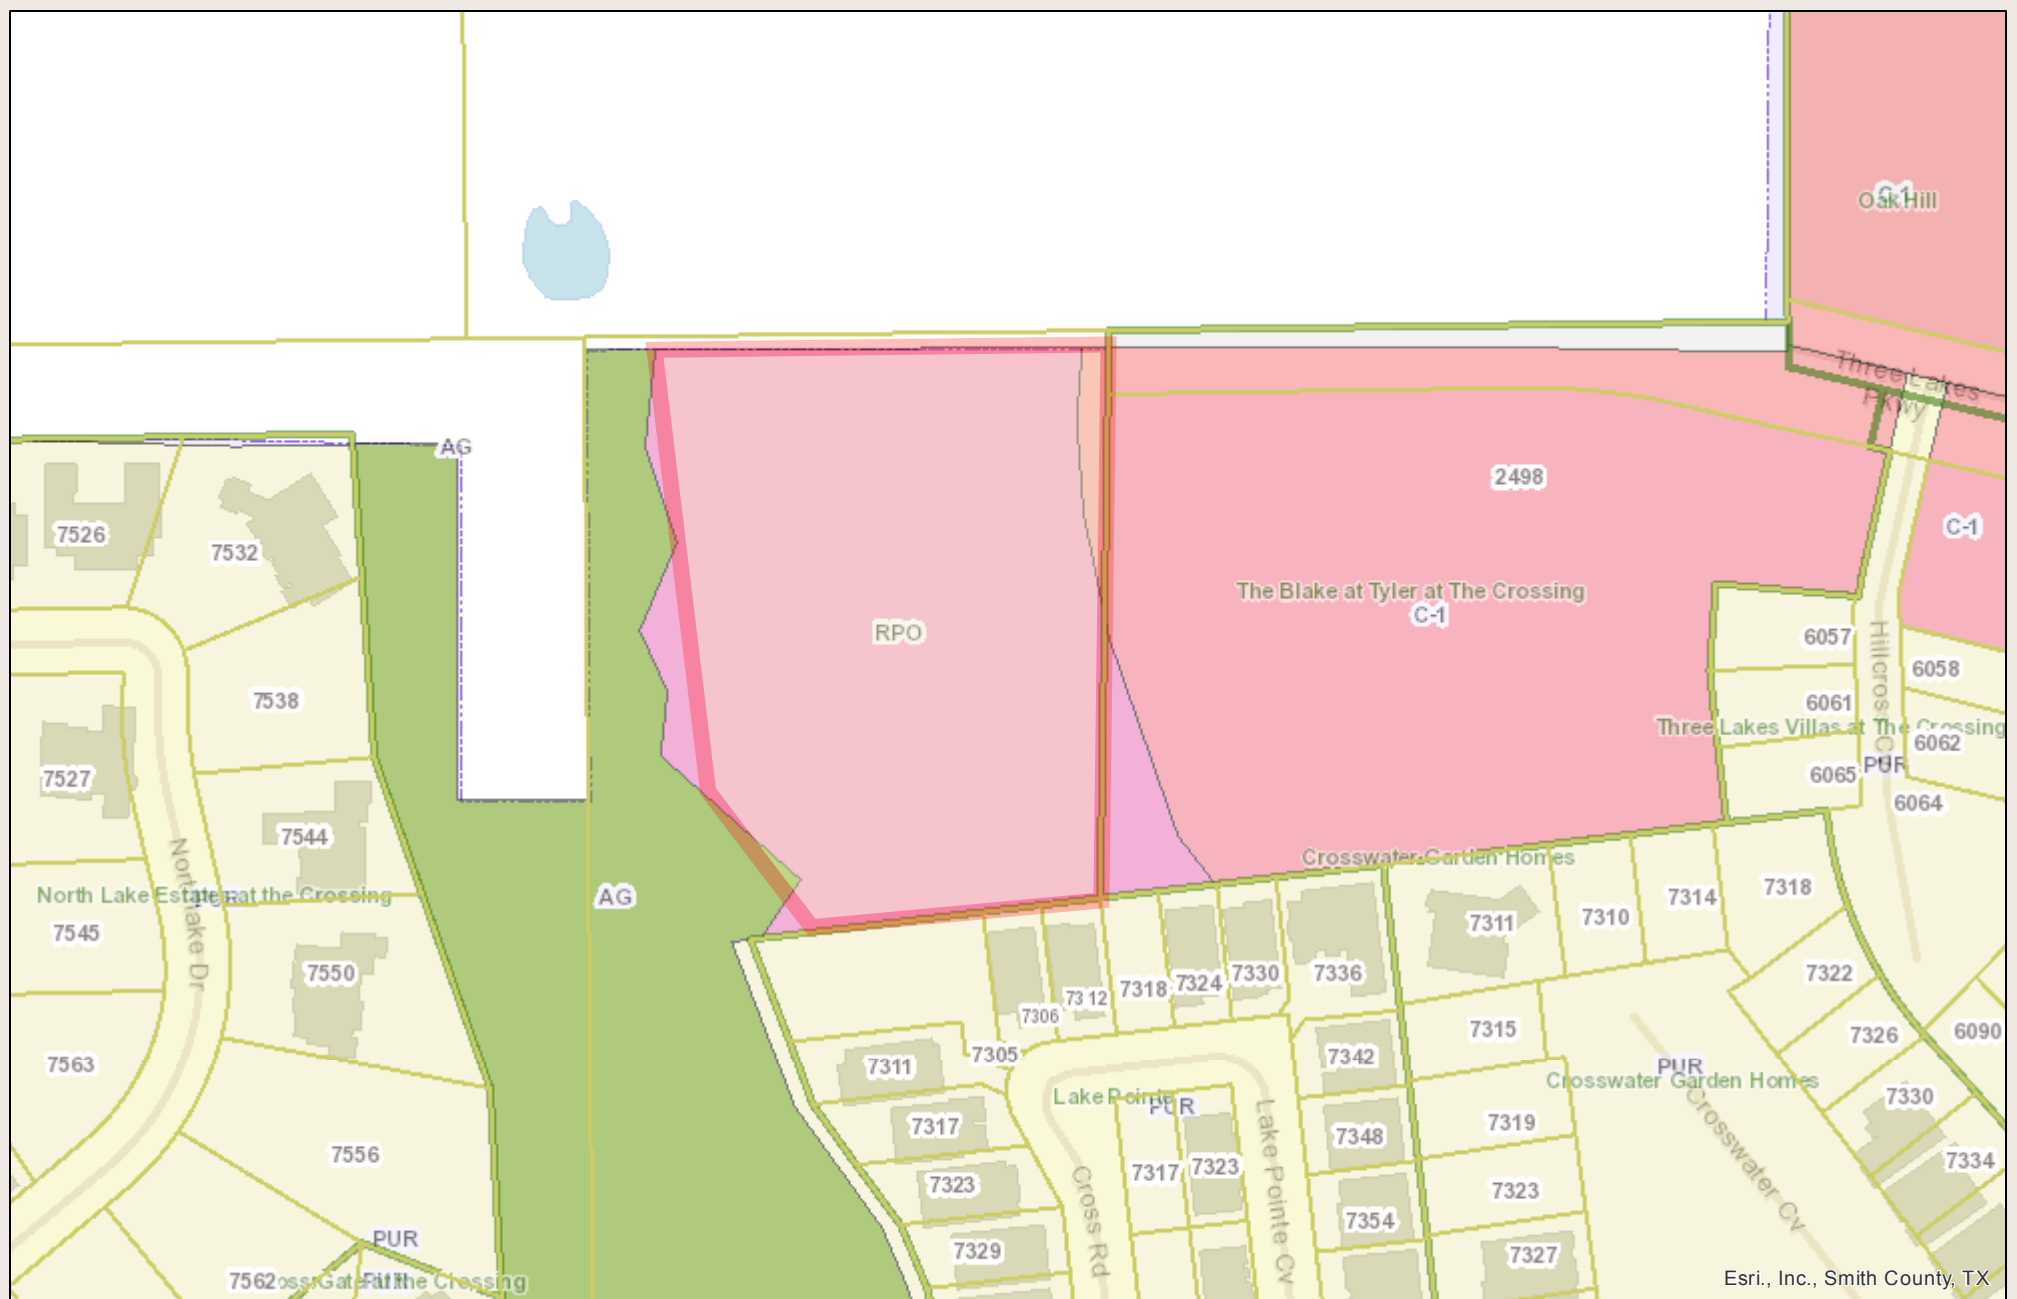 C-1
Oak Hill
Three Lakes
Pkwy
AG
2498
7526
7532
C-1
The Blake at Tyler at The Crossing
C-1
RPO
6057
Hillcross Cv
6058
7538
6061
Three Lakes Villas at The Crossing
6062
PUR
6065
6064
7527
7544
North Lake Estates at the Crossing
PUR
North Lake Dr
AG
Crosswater Garden Homes
7545
7550
7563
7556
PUR
7562
PUR
7306
7312
7318
7324
7330
7336
7311
7310
7314
7318
7322
7326
6090
7330
7334
7305
7311
7317
7323
7329
Lake Pointe
PUR
7317
7323
Cross Rd
Lake Pointe Cv
7342
7348
7354
7315
PUR
Crosswater Garden Homes
7319
7323
7327
Crosswater Cv
Esri., Inc., Smith County, TX